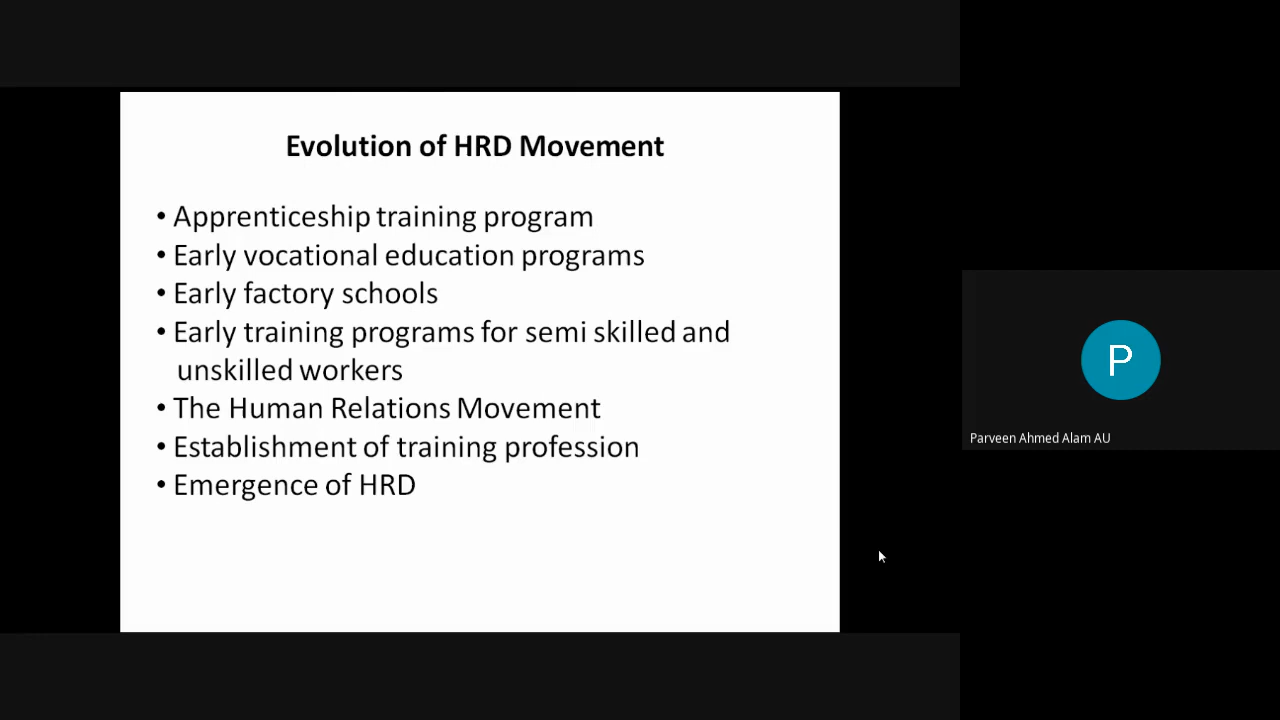 Evolution of HRD Movement
• Apprenticeship training program
• Early vocational education programs
• Early factory schools
• Early training programs for semi skilled and
unskilled workers
• The Human Relations Movement
• Establishment of training profession
• Emergence of HRD
P
Parveen Ahmed Alam AU